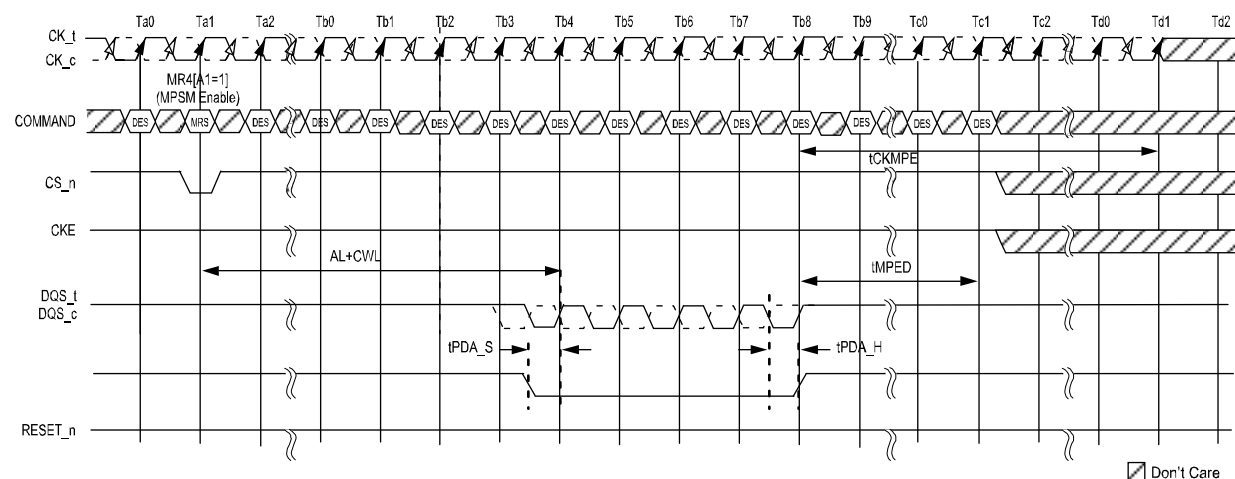 Ta0 Ta1 Ta2 Tb0 Tb1 Tb2 Tb3 Tb4 Tb5 Tb6 Tb7 Tb8 Tb9 Tc0 Tc1 Tc2 Td0 Td1 Td2
CK_t
CK_c
MR4[A1=1]
(MPSM Enable)
COMMAND DES MRS DES DES DES DES DES DES DES DES DES DES DES DES DES
tCKMPE
CS_n
CKE
AL+CWL tMPED
DQS_t
DQS_c
tPDA_S tPDA_H
RESET_n
Don't Care